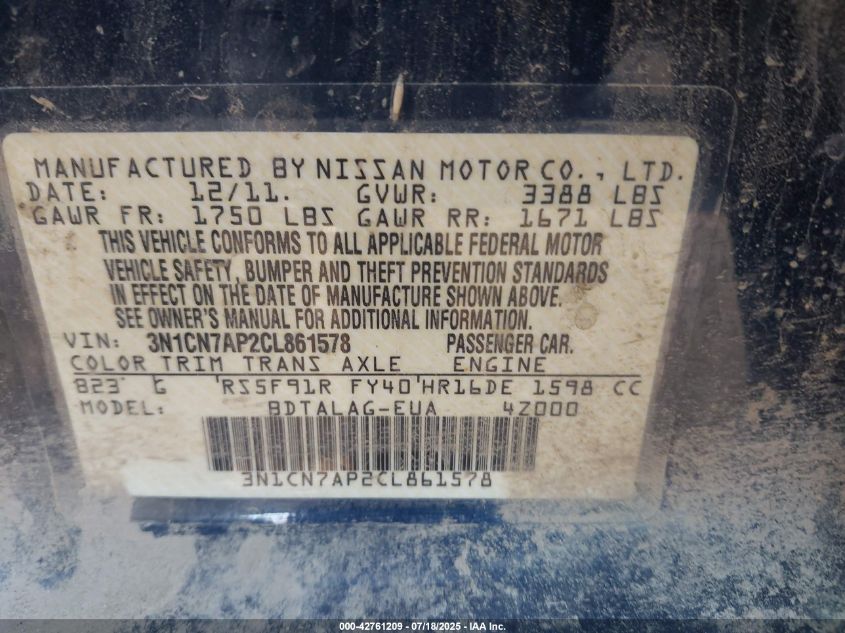 MANUFACTURED BY NISSAN MOTOR CO., LTD.
DATE: 12/11. GVWR: 3388 LBS
GAWR FR: 1750 LBS GAWR RR: 1671 LBS
THIS VEHICLE CONFORMS TO ALL APPLICABLE FEDERAL MOTOR
VEHICLE SAFETY, BUMPER AND THEFT PREVENTION STANDARDS
IN EFFECT ON THE DATE OF MANUFACTURE SHOWN ABOVE.
SEE OWNER'S MANUAL FOR ADDITIONAL INFORMATION.
VIN: 3N1CN7AP2CL861578 PASSENGER CAR.
COLOR TRIM TRANS AXLE ENGINE
823 G RS5F91R FY40 HR16DE 1598 CC
MODEL: BDTALAG-EUA 4Z000
3N1CN7AP2CL861578
000-42761209 - 07/18/2025 - IAA Inc.